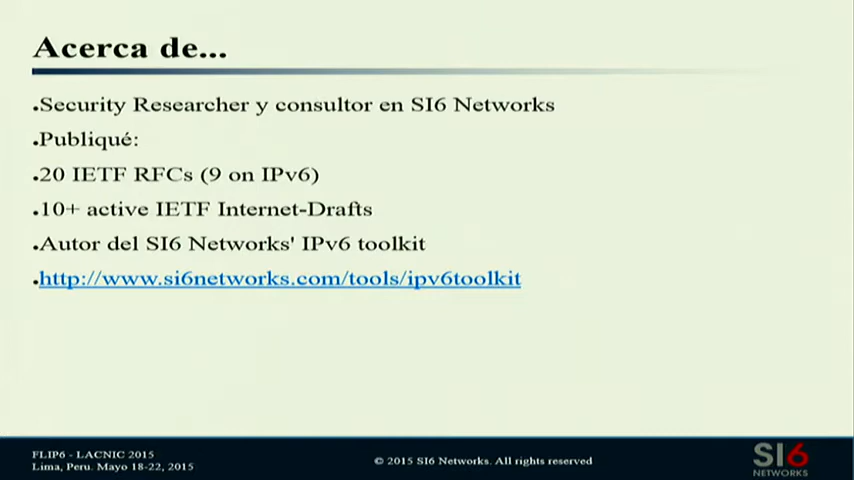 Acerca de...
•Security Researcher y consultor en SI6 Networks
•Publiqué:
•20 IETF RFCs (9 on IPv6)
•10+ active IETF Internet-Drafts
•Autor del SI6 Networks' IPv6 toolkit
•http://www.si6networks.com/tools/ipv6toolkit
FLIP6 - LACNIC 2015
Lima, Peru. Mayo 18-22, 2015
© 2015 SI6 Networks. All rights reserved
SI6
NETWORKS